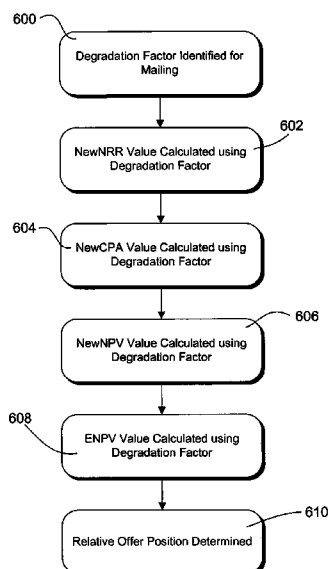 600
Degradation Factor Identified for
Mailing
602
NewNRR Value Calculated using
Degradation Factor
604
NewCPA Value Calculated using
Degradation Factor
606
NewNPV Value Calculated using
Degradation Factor
608
ENPV Value Calculated using
Degradation Factor
610
Relative Offer Position Determined